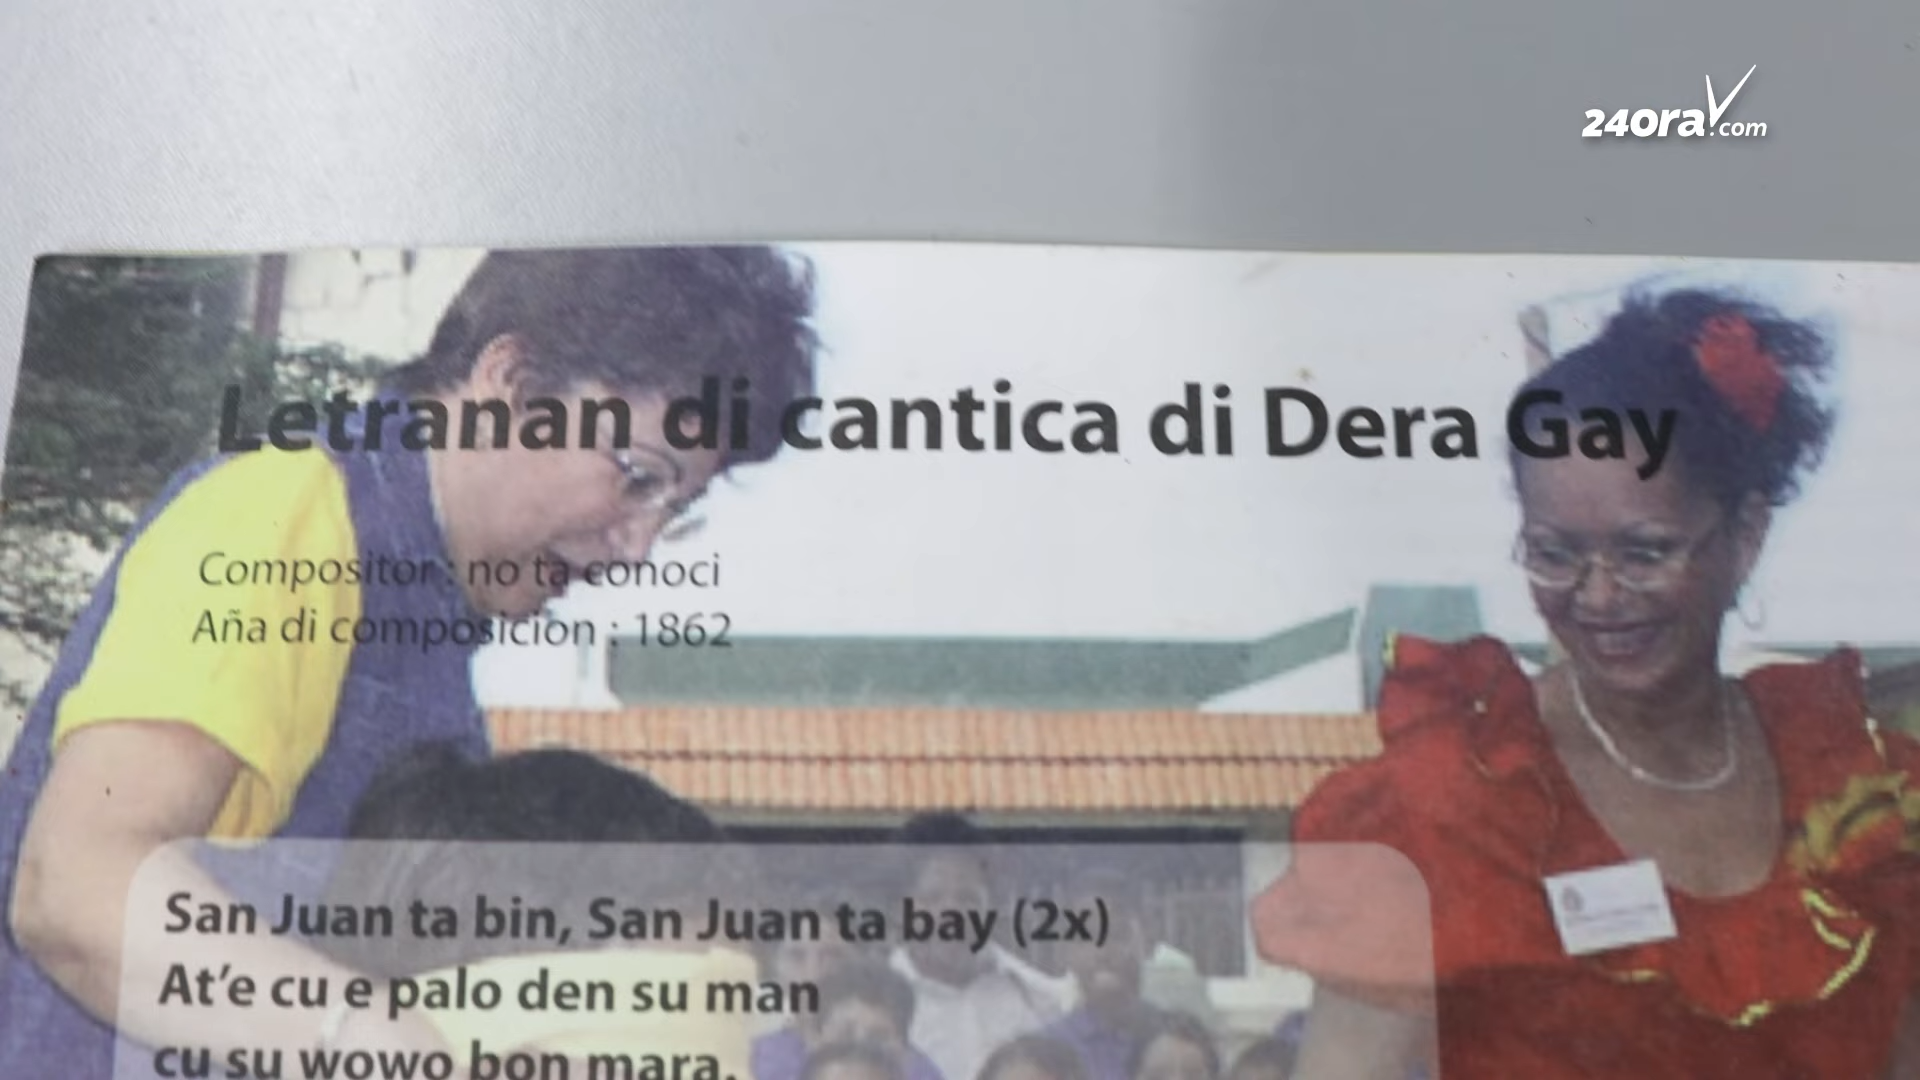 24ora.com
Letranan di cantica di Dera Gay
Compositor : no ta conoci
Aña di composicion : 1862
San Juan ta bin, San Juan ta bay (2x)
At’e cu e palo den su man
cu su wowo bon mara.